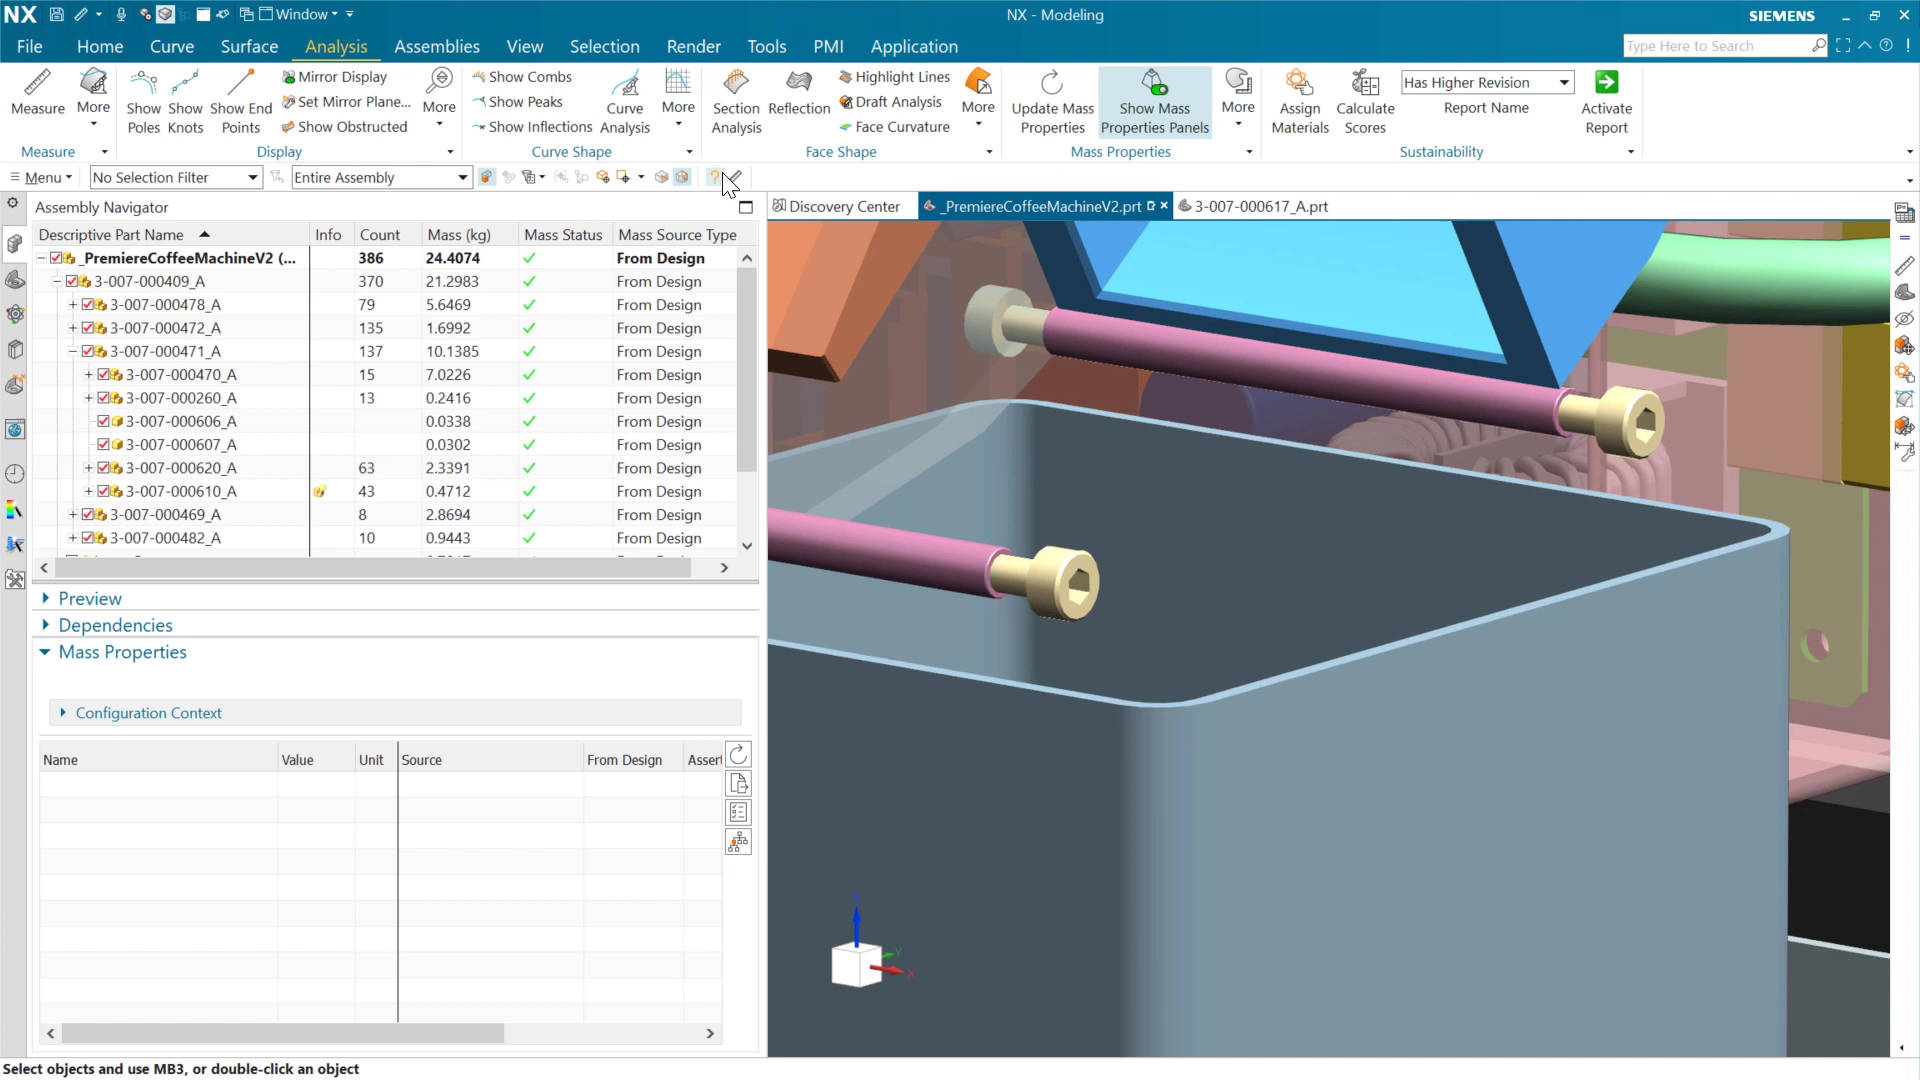 NX
Window
NX - Modeling
SIEMENS
File Home Curve Surface Analysis Assemblies View Selection Render Tools PMI Application
Type Here to Search
Measure
More
Measure
Show Poles
Show Knots
Show End Points
Mirror Display
Set Mirror Plane...
Show Obstructed
More
Display
Show Combs
Show Peaks
Show Inflections
Curve Analysis
More
Curve Shape
Section Analysis
Reflection
Highlight Lines
Draft Analysis
Face Curvature
More
Face Shape
Update Mass Properties
Show Mass Properties Panels
More
Mass Properties
Assign Materials
Calculate Scores
Has Higher Revision
Report Name
Activate Report
Sustainability
Menu
No Selection Filter
Entire Assembly
Assembly Navigator
Discovery Center
_PremiereCoffeeMachineV2.prt
3-007-000617_A.prt
Descriptive Part Name Info Count Mass (kg) Mass Status Mass Source Type
_PremiereCoffeeMachineV2 (... 386 24.4074 From Design
3-007-000409_A 370 21.2983 From Design
3-007-000478_A 79 5.6469 From Design
3-007-000472_A 135 1.6992 From Design
3-007-000471_A 137 10.1385 From Design
3-007-000470_A 15 7.0226 From Design
3-007-000260_A 13 0.2416 From Design
3-007-000606_A 0.0338 From Design
3-007-000607_A 0.0302 From Design
3-007-000620_A 63 2.3391 From Design
3-007-000610_A 43 0.4712 From Design
3-007-000469_A 8 2.8694 From Design
3-007-000482_A 10 0.9443 From Design
Preview
Dependencies
Mass Properties
Configuration Context
Name Value Unit Source From Design Assert
Z
Y
X
Select objects and use MB3, or double-click an object